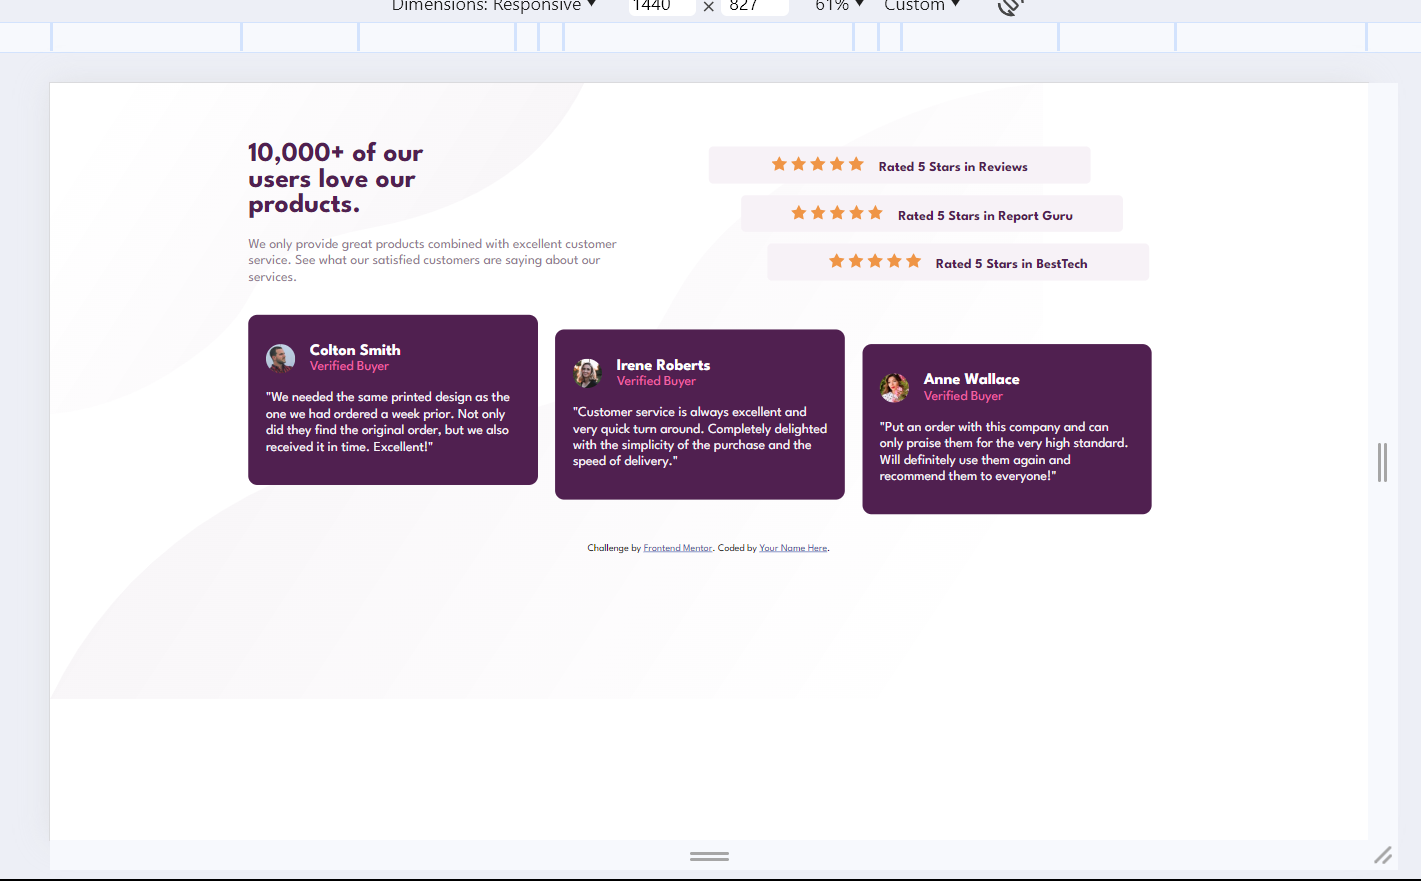 Dimensions: Responsive ▼ 1440 × 827 61% ▼ Custom ▼
10,000+ of our
users love our
products.
We only provide great products combined with excellent customer
service. See what our satisfied customers are saying about our
services.
Rated 5 Stars in Reviews
Rated 5 Stars in Report Guru
Rated 5 Stars in BestTech
Colton Smith
Verified Buyer
"We needed the same printed design as the
one we had ordered a week prior. Not only
did they find the original order, but we also
received it in time. Excellent!"
Irene Roberts
Verified Buyer
"Customer service is always excellent and
very quick turn around. Completely delighted
with the simplicity of the purchase and the
speed of delivery."
Anne Wallace
Verified Buyer
"Put an order with this company and can
only praise them for the very high standard.
Will definitely use them again and
recommend them to everyone!"
Challenge by Frontend Mentor. Coded by Your Name Here.